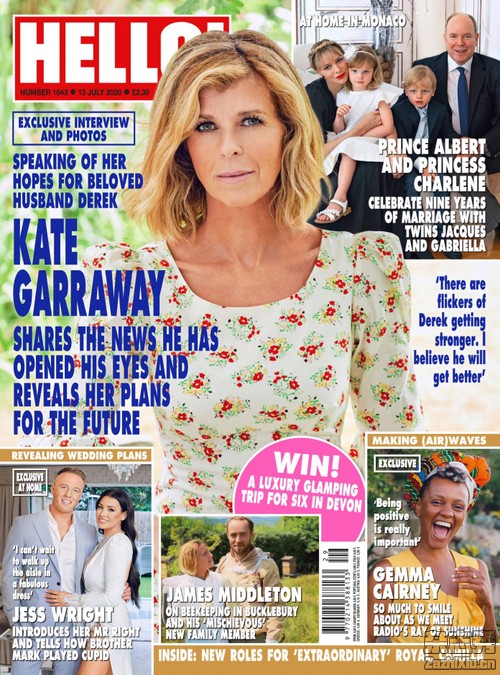 HELLO!
NUMBER 1643 • 13 JULY 2020 • £2.30
EXCLUSIVE INTERVIEW
AND PHOTOS
SPEAKING OF HER
HOPES FOR BELOVED
HUSBAND DEREK
KATE
GARRAWAY
SHARES THE NEWS HE HAS
OPENED HIS EYES AND
REVEALS HER PLANS
FOR THE FUTURE
AT HOME-IN-MONACO
PRINCE ALBERT
AND PRINCESS
CHARLENE
CELEBRATE NINE YEARS
OF MARRIAGE WITH
TWINS JACQUES
AND GABRIELLA
'There are
flickers of
Derek getting
stronger. I
believe he will
get better'
REVEALING WEDDING PLANS
EXCLUSIVE
AT HOME
'I can't wait
to walk up
the aisle in
a fabulous
dress'
JESS WRIGHT
INTRODUCES HER MR RIGHT
AND TELLS HOW BROTHER
MARK PLAYED CUPID
WIN!
A LUXURY GLAMPING
TRIP FOR SIX IN DEVON
JAMES MIDDLETON
ON BEEKEEPING IN BUCKLEBURY
AND HIS 'MISCHIEVOUS'
NEW FAMILY MEMBER
29
MAKING (AIR)WAVES
EXCLUSIVE
'Being
positive
is really
important'
GEMMA
CAIRNEY
SO MUCH TO SMILE
ABOUT AS WE MEET
RADIO'S RAY OF SUNSHINE
INSIDE: NEW ROLES FOR 'EXTRAORDINARY' ROYAL
Zazhixiu.cn